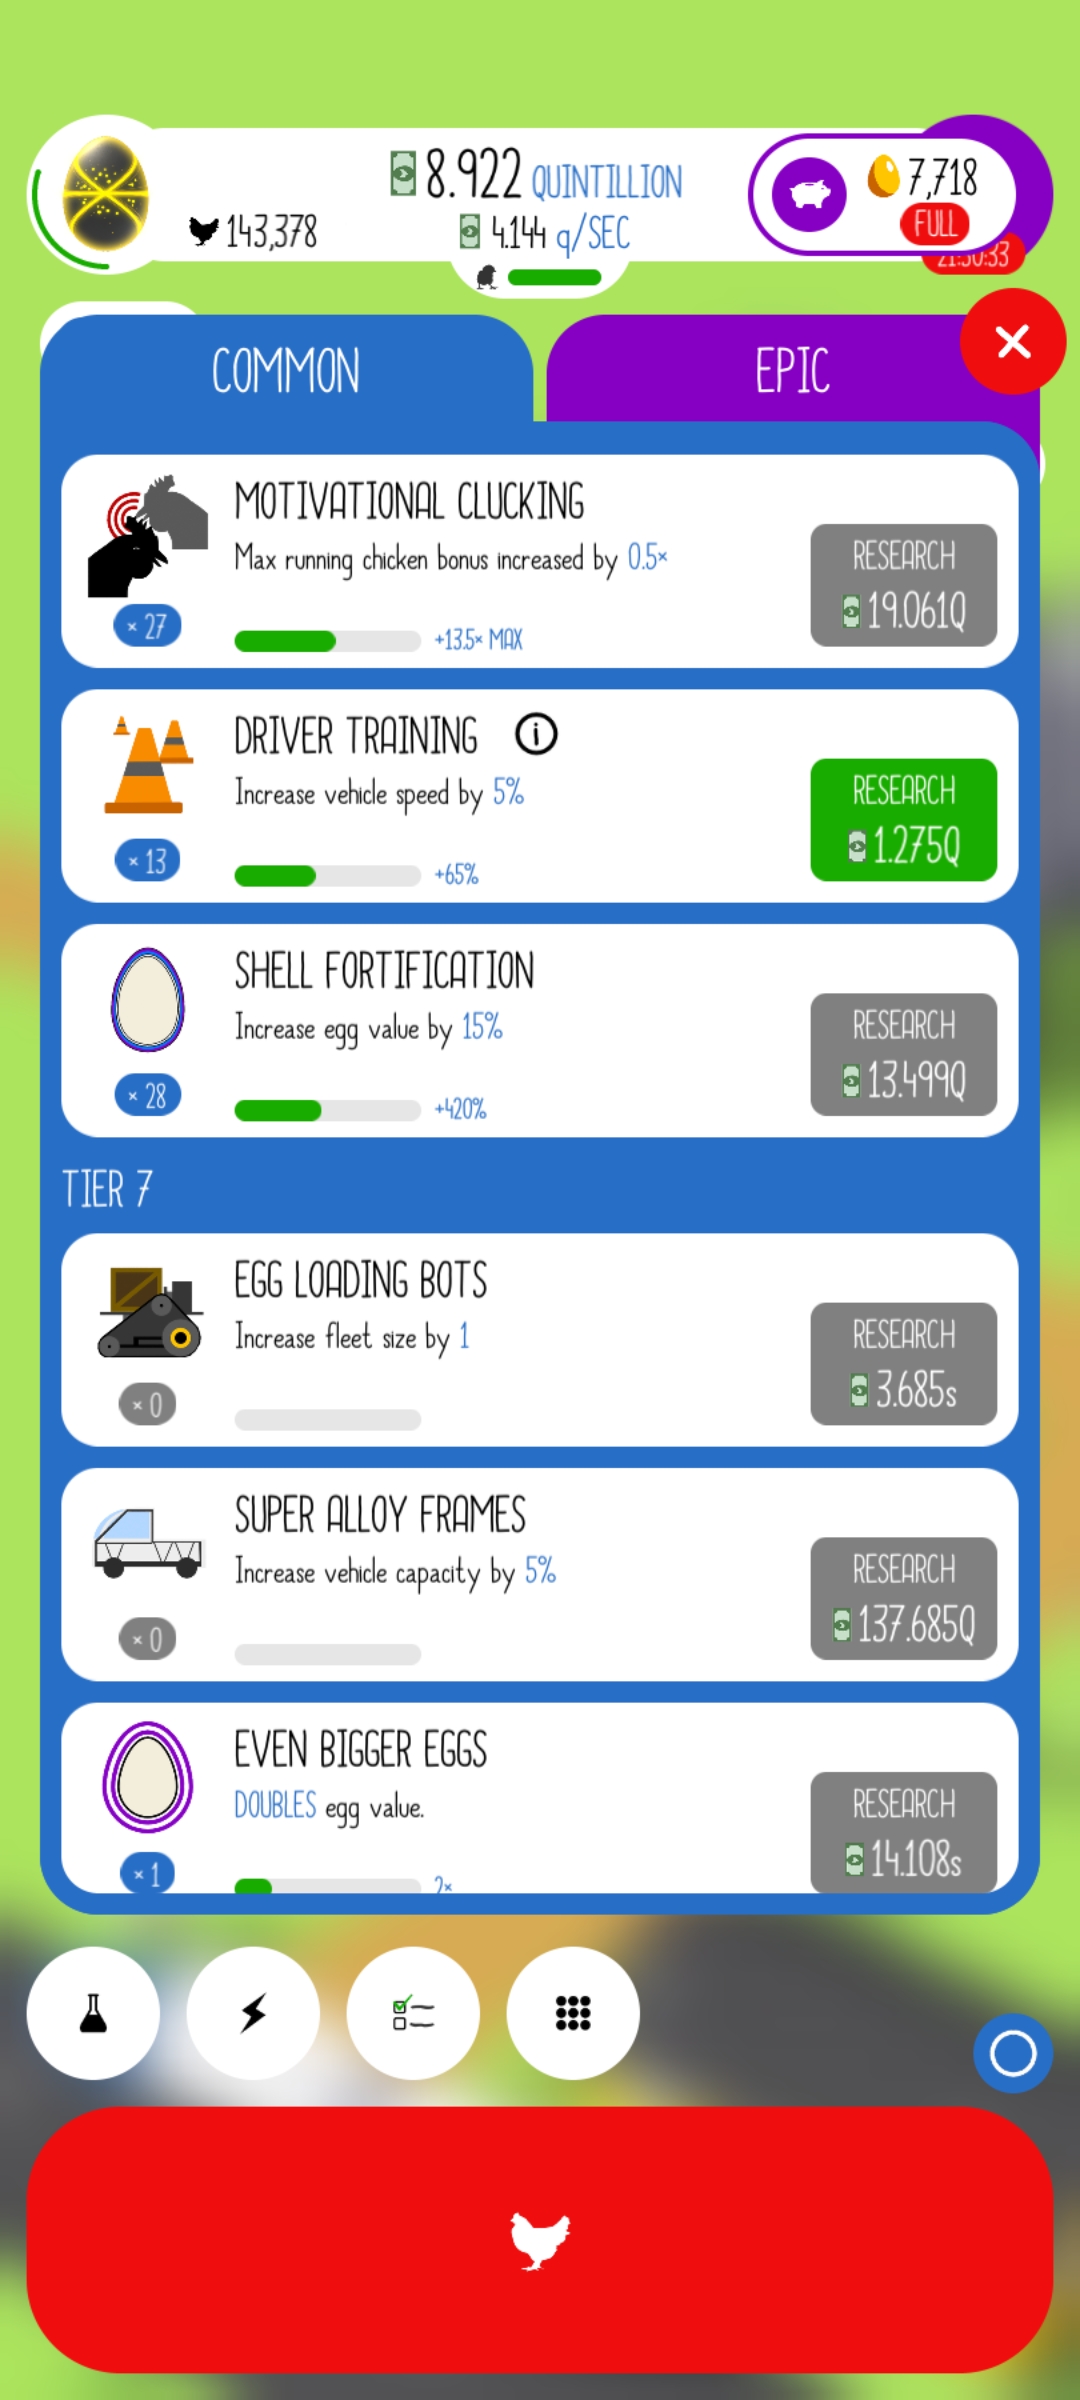 8.922 QUINTILLION
7,718
143,378
4.144 q/SEC
FULL
21:30:33
COMMON
EPIC
MOTIVATIONAL CLUCKING
Max running chicken bonus increased by 0.5×
RESEARCH
19.061Q
× 27
+13.5× MAX
DRIVER TRAINING
i
Increase vehicle speed by 5%
RESEARCH
1.275Q
× 13
+65%
SHELL FORTIFICATION
Increase egg value by 15%
RESEARCH
13.499Q
× 28
+420%
TIER 7
EGG LOADING BOTS
Increase fleet size by 1
RESEARCH
3.685s
× 0
SUPER ALLOY FRAMES
Increase vehicle capacity by 5%
RESEARCH
137.685Q
× 0
EVEN BIGGER EGGS
DOUBLES egg value.
RESEARCH
14.108s
× 1
2×